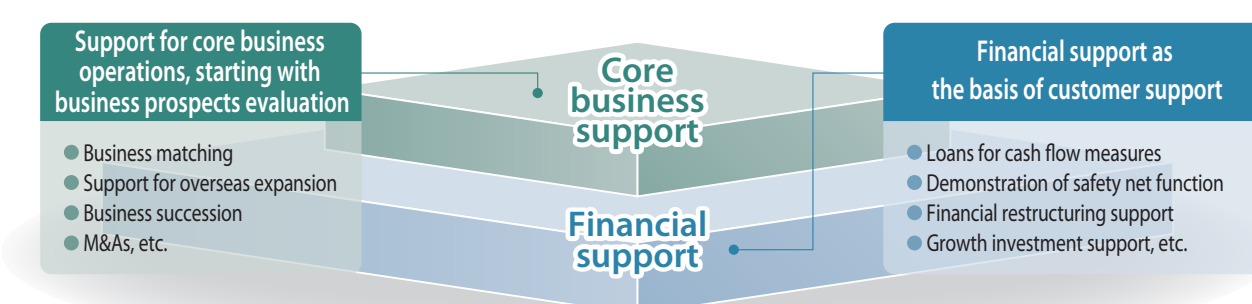 Support for core business
operations, starting with
business prospects evaluation
● Business matching
● Support for overseas expansion
● Business succession
● M&As, etc.
Core
business
support
Financial
support
Financial support as
the basis of customer support
● Loans for cash flow measures
● Demonstration of safety net function
● Financial restructuring support
● Growth investment support, etc.